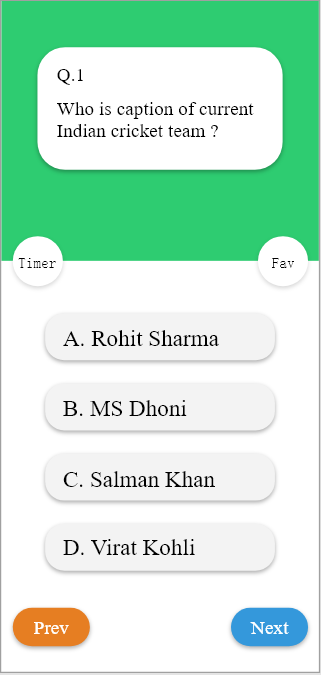 Q.1
Who is caption of current
Indian cricket team ?
Timer
Fav
A. Rohit Sharma
B. MS Dhoni
C. Salman Khan
D. Virat Kohli
Prev
Next